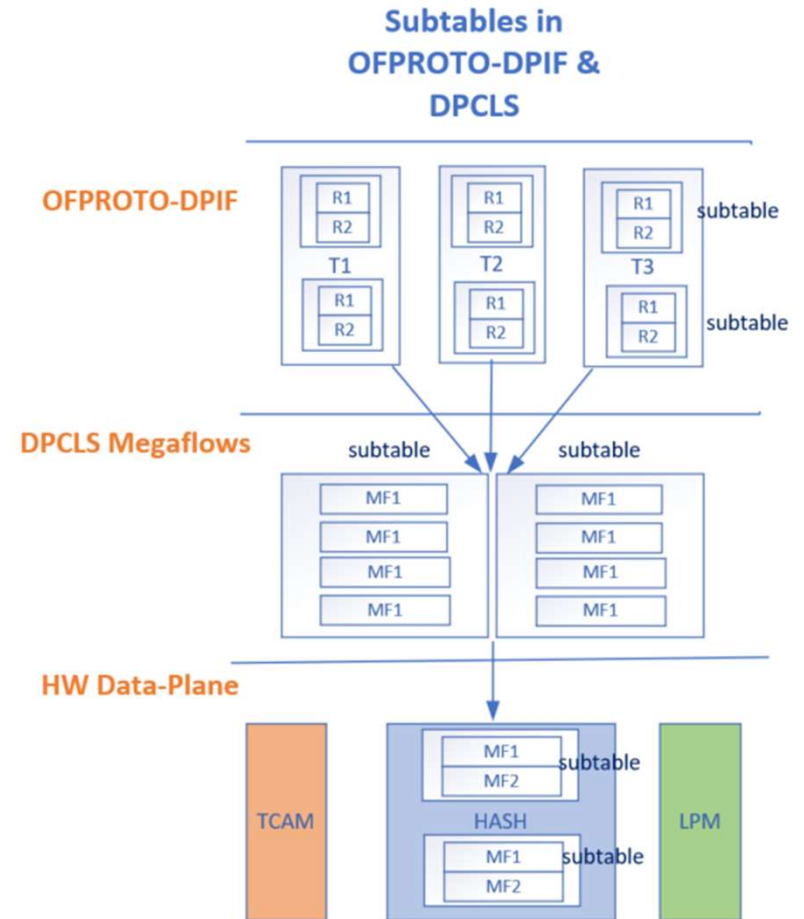 Subtables in
OFPROTO-DPIF &
DPCLS
OFPROTO-DPIF
R1
R2
T1
R1
R2
R1
R2
T2
R1
R2
R1
R2
T3
R1
R2
subtable
subtable
DPCLS Megaflows
subtable
subtable
MF1
MF1
MF1
MF1
MF1
MF1
MF1
MF1
HW Data-Plane
TCAM
MF1
MF2
subtable
HASH
MF1
MF2
subtable
LPM